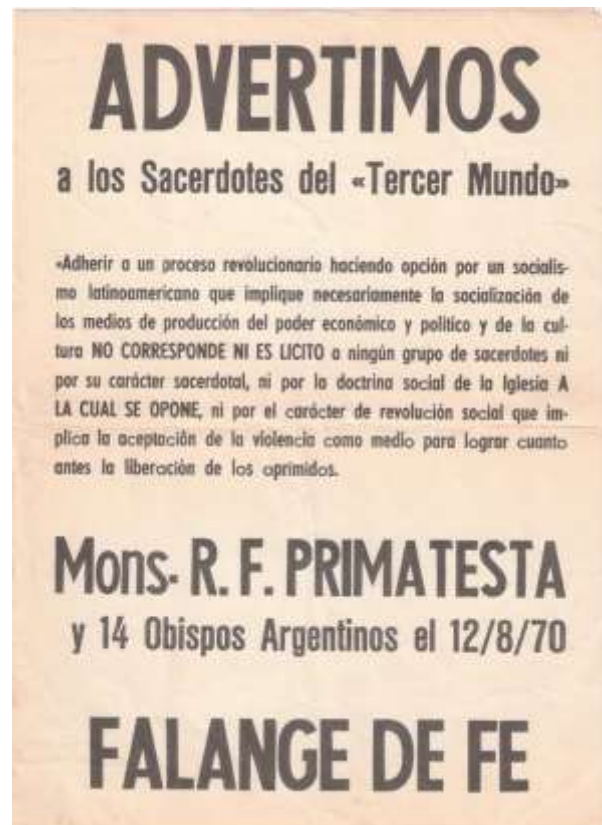 ADVERTIMOS
a los Sacerdotes del «Tercer Mundo»
«Adherir a un proceso revolucionario haciendo opción por un socialis-
mo latinoamericano que implique necesariamente la socialización de
los medios de producción del poder económico y político y de la cul-
tura NO CORRESPONDE NI ES LICITO a ningún grupo de sacerdotes ni
por su carácter sacerdotal, ni por la doctrina social de la Iglesia A
LA CUAL SE OPONE, ni por el carácter de revolución social que im-
plica la aceptación de la violencia como medio para lograr cuanto
antes la liberación de los oprimidos.
Mons. R. F. PRIMATESTA
y 14 Obispos Argentinos el 12/8/70
FALANGE DE FE